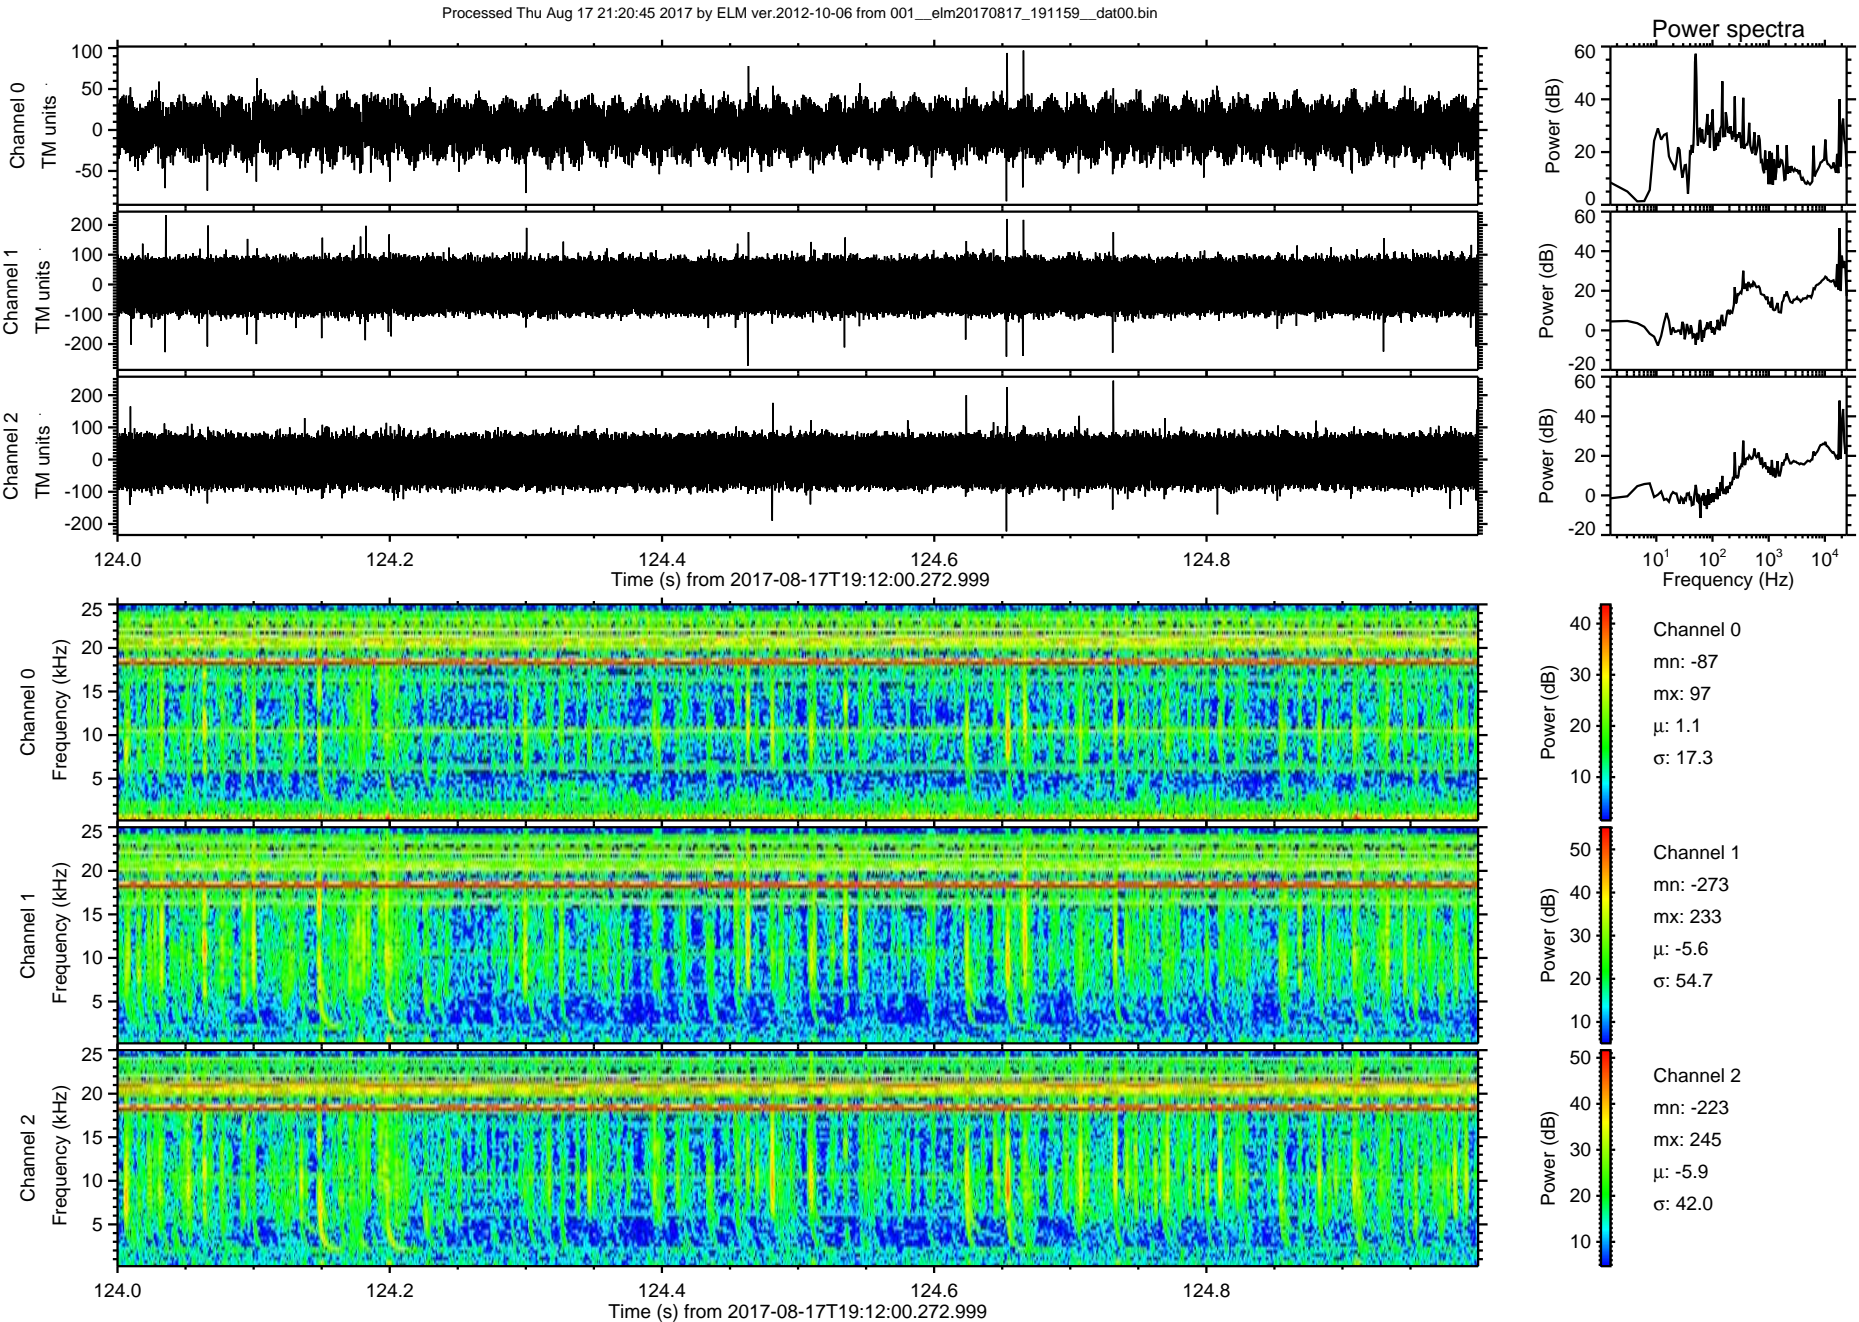 Processed Thu Aug 17 21:20:45 2017 by ELM ver.2012-10-06 from 001__elm20170817_191159__dat00.bin
Power spectra
Channel 0
TM units
100
50
0
-50
Power (dB)
60
40
20
0
Channel 1
TM units
200
100
0
-100
-200
Power (dB)
60
40
20
0
-20
Channel 2
TM units
200
100
0
-100
-200
Power (dB)
60
40
20
0
-20
124.0 124.2 124.4 124.6 124.8
Time (s) from 2017-08-17T19:12:00.272.999
10¹ 10² 10³ 10⁴
Frequency (Hz)
Channel 0
Frequency (kHz)
25
20
15
10
5
Power (dB)
40
30
20
10
Channel 0
mn: -87
mx: 97
μ: 1.1
σ: 17.3
Channel 1
Frequency (kHz)
25
20
15
10
5
Power (dB)
50
40
30
20
10
Channel 1
mn: -273
mx: 233
μ: -5.6
σ: 54.7
Channel 2
Frequency (kHz)
25
20
15
10
5
Power (dB)
50
40
30
20
10
Channel 2
mn: -223
mx: 245
μ: -5.9
σ: 42.0
124.0 124.2 124.4 124.6 124.8
Time (s) from 2017-08-17T19:12:00.272.999